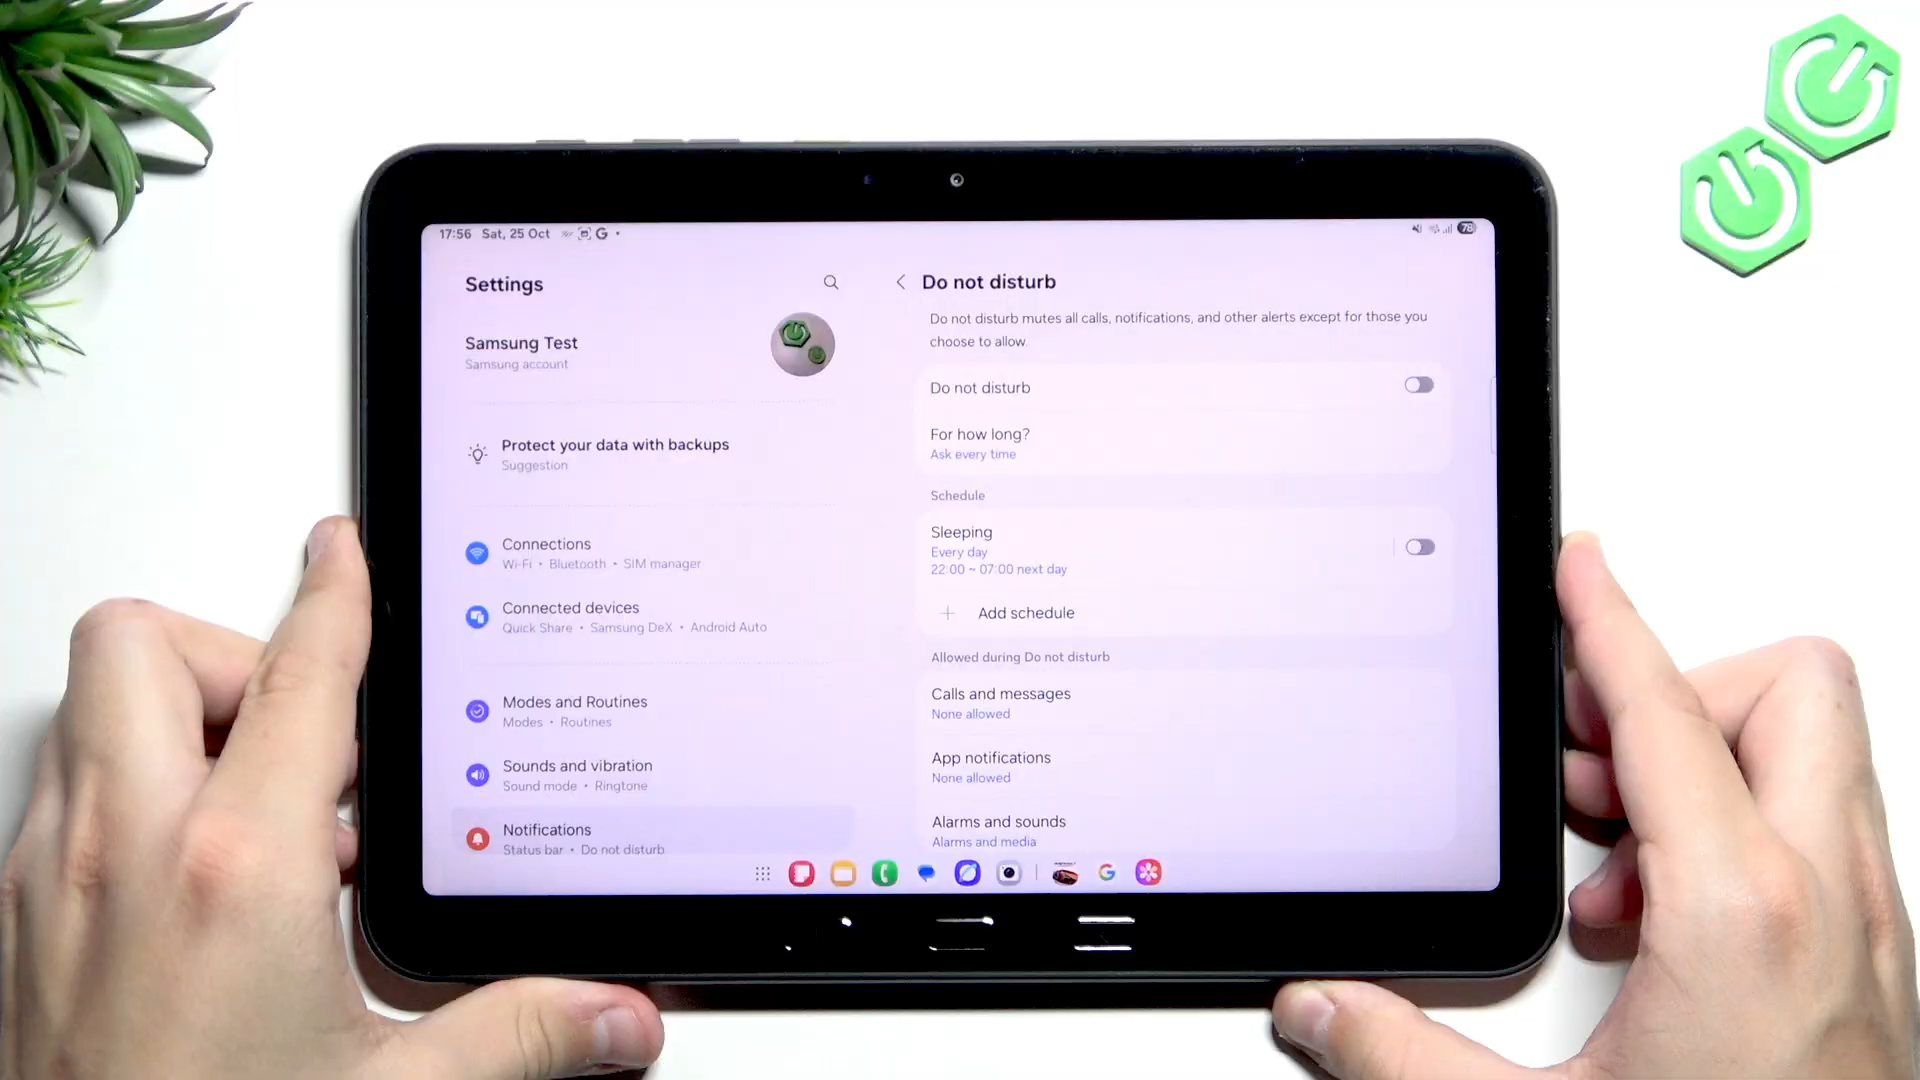 17:56 Sat, 25 Oct
78
Settings
Samsung Test
Samsung account
Protect your data with backups
Suggestion
Connections
Wi-Fi • Bluetooth • SIM manager
Connected devices
Quick Share • Samsung DeX • Android Auto
Modes and Routines
Modes • Routines
Sounds and vibration
Sound mode • Ringtone
Notifications
Status bar • Do not disturb
Do not disturb
Do not disturb mutes all calls, notifications, and other alerts except for those you
choose to allow.
Do not disturb
For how long?
Ask every time
Schedule
Sleeping
Every day
22:00 ~ 07:00 next day
Add schedule
Allowed during Do not disturb
Calls and messages
None allowed
App notifications
None allowed
Alarms and sounds
Alarms and media